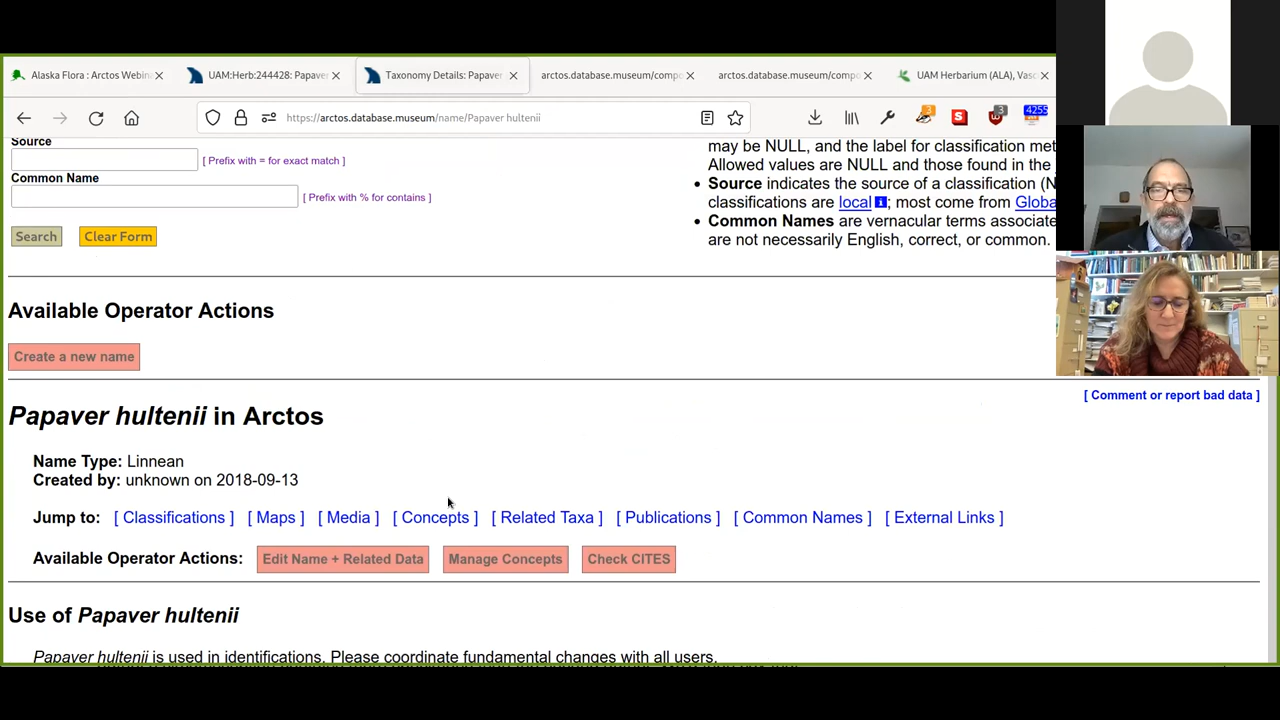 Alaska Flora : Arctos Webin
UAM:Herb:244428: Papaver
Taxonomy Details: Papaver
arctos.database.museum/compo
arctos.database.museum/compo
UAM Herbarium (ALA), Vasc
https://arctos.database.museum/name/Papaver hultenii
3
S
3
4255
Source
[ Prefix with = for exact match ]
Common Name
[ Prefix with % for contains ]
Search
Clear Form
may be NULL, and the label for classification met
Allowed values are NULL and those found in the
• Source indicates the source of a classification (N
classifications are local i; most come from Globa
• Common Names are vernacular terms associate
are not necessarily English, correct, or common.
Available Operator Actions
Create a new name
[ Comment or report bad data ]
Papaver hultenii in Arctos
Name Type: Linnean
Created by: unknown on 2018-09-13
Jump to: [ Classifications ] [ Maps ] [ Media ] [ Concepts ] [ Related Taxa ] [ Publications ] [ Common Names ] [ External Links ]
Available Operator Actions: Edit Name + Related Data Manage Concepts Check CITES
Use of Papaver hultenii
Papaver hultenii is used in identifications. Please coordinate fundamental changes with all users.